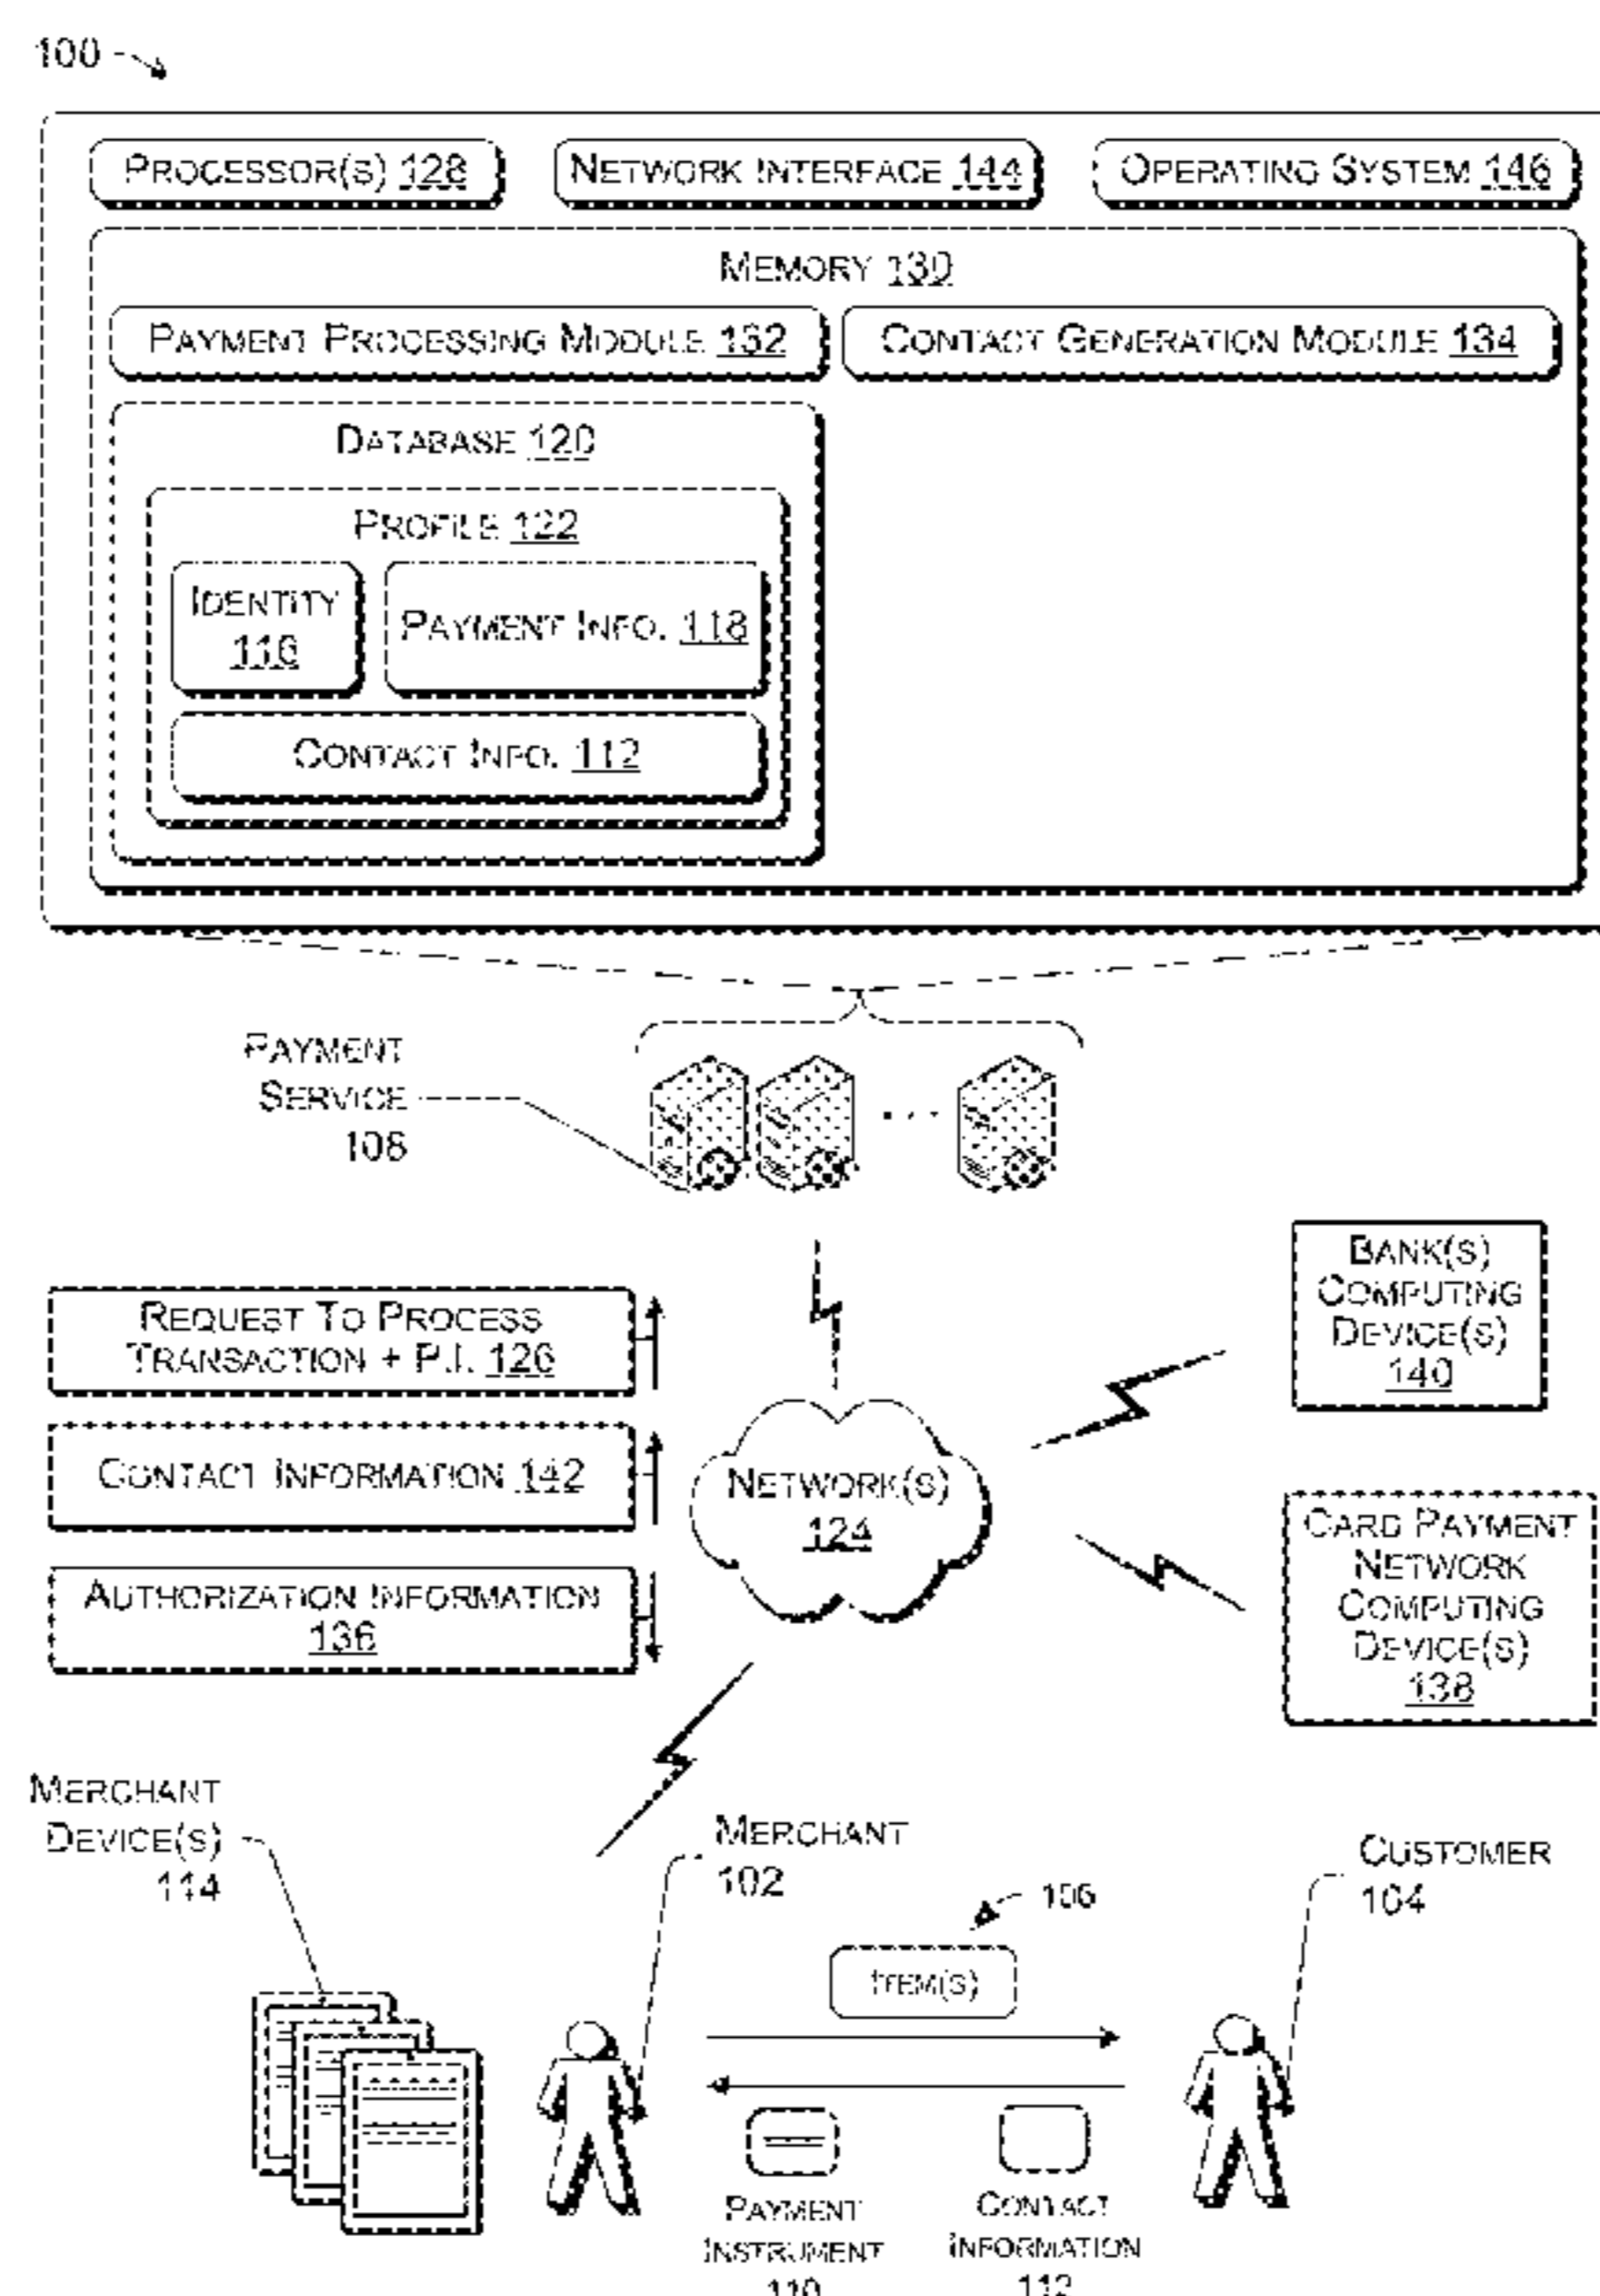 100
PROCESSOR(S) 128
NETWORK INTERFACE 144
OPERATING SYSTEM 146
MEMORY 130
PAYMENT PROCESSING MODULE 132
CONTACT GENERATION MODULE 134
DATABASE 120
PROFILE 122
IDENTITY
116
PAYMENT INFO. 118
CONTACT INFO. 112
PAYMENT
SERVICE
108
BANK(S)
COMPUTING
DEVICE(S)
140
REQUEST TO PROCESS
TRANSACTION + P.I. 126
CONTACT INFORMATION 142
AUTHORIZATION INFORMATION
136
NETWORK(S)
124
CARD PAYMENT
NETWORK
COMPUTING
DEVICE(S)
138
MERCHANT
DEVICE(S)
114
MERCHANT
102
CUSTOMER
104
106
ITEM(S)
PAYMENT
INSTRUMENT
110
CONTACT
INFORMATION
112